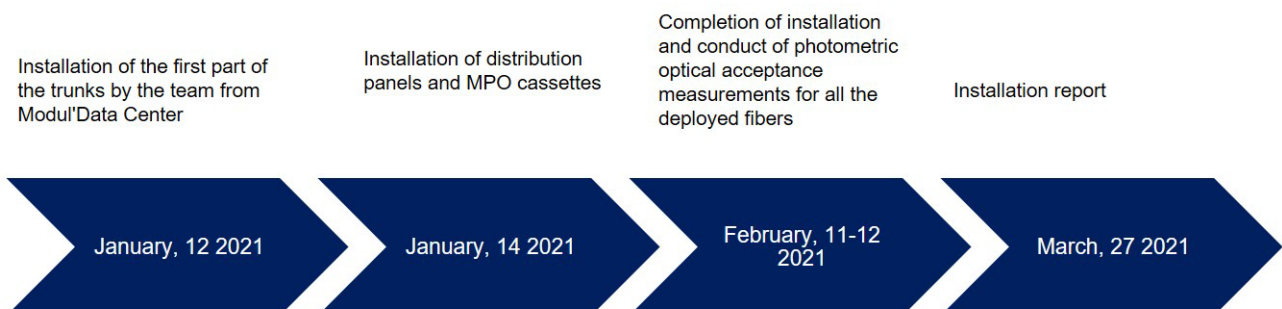 Installation of the first part of
the trunks by the team from
Modul'Data Center
Installation of distribution
panels and MPO cassettes
Completion of installation
and conduct of photometric
optical acceptance
measurements for all the
deployed fibers
Installation report
January, 12 2021
January, 14 2021
February, 11-12
2021
March, 27 2021